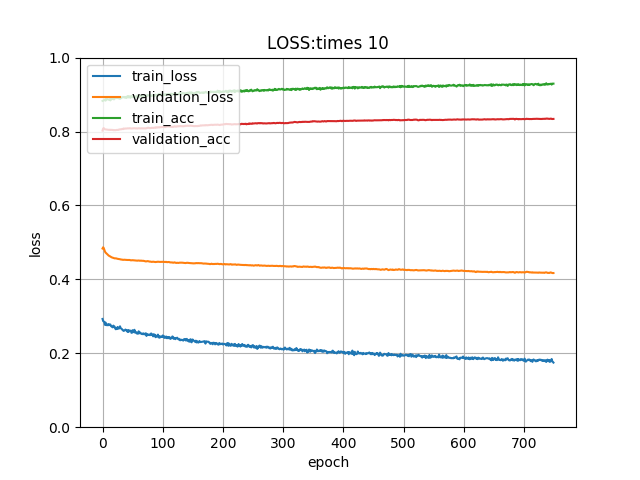 LOSS:times 10
1.0
train_loss
validation_loss
train_acc
validation_acc
0.8
0.6
loss
0.4
0.2
0.0
0 100 200 300 400 500 600 700
epoch